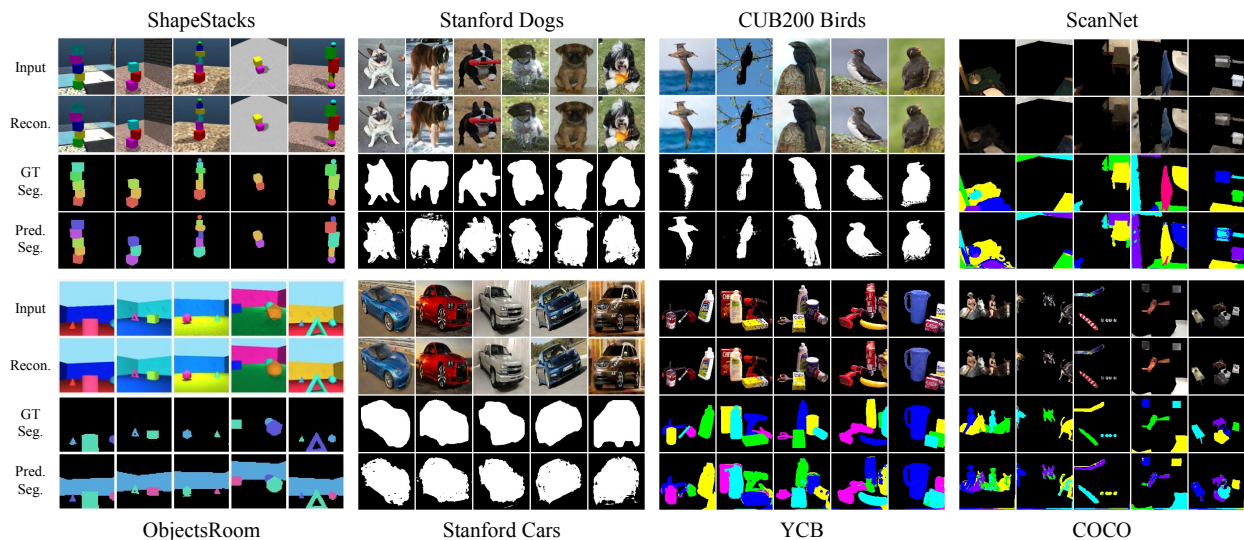 ShapeStacks Stanford Dogs CUB200 Birds ScanNet
Input
Recon.
GT
Seg.
Pred.
Seg.
Input
Recon.
GT
Seg.
Pred.
Seg.
ObjectsRoom Stanford Cars YCB COCO